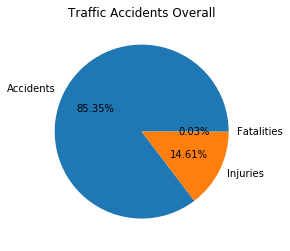 Traffic Accidents Overall
Accidents
85.35%
0.03%
Fatalities
14.61%
Injuries